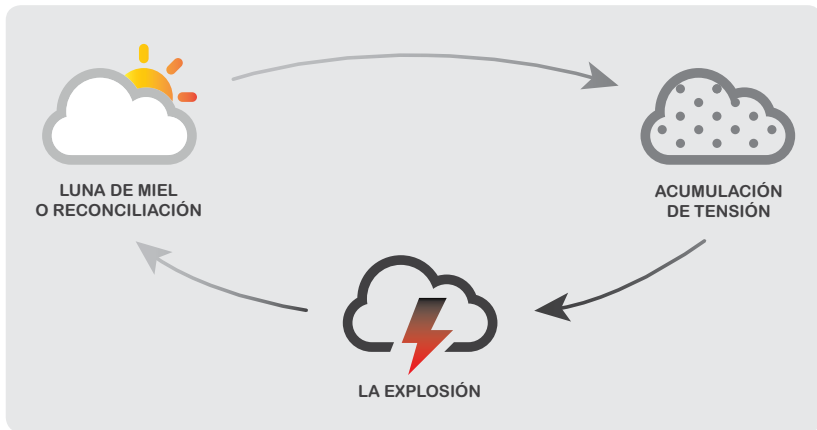 LUNA DE MIEL
O RECONCILIACIÓN
ACUMULACIÓN
DE TENSIÓN
LA EXPLOSIÓN